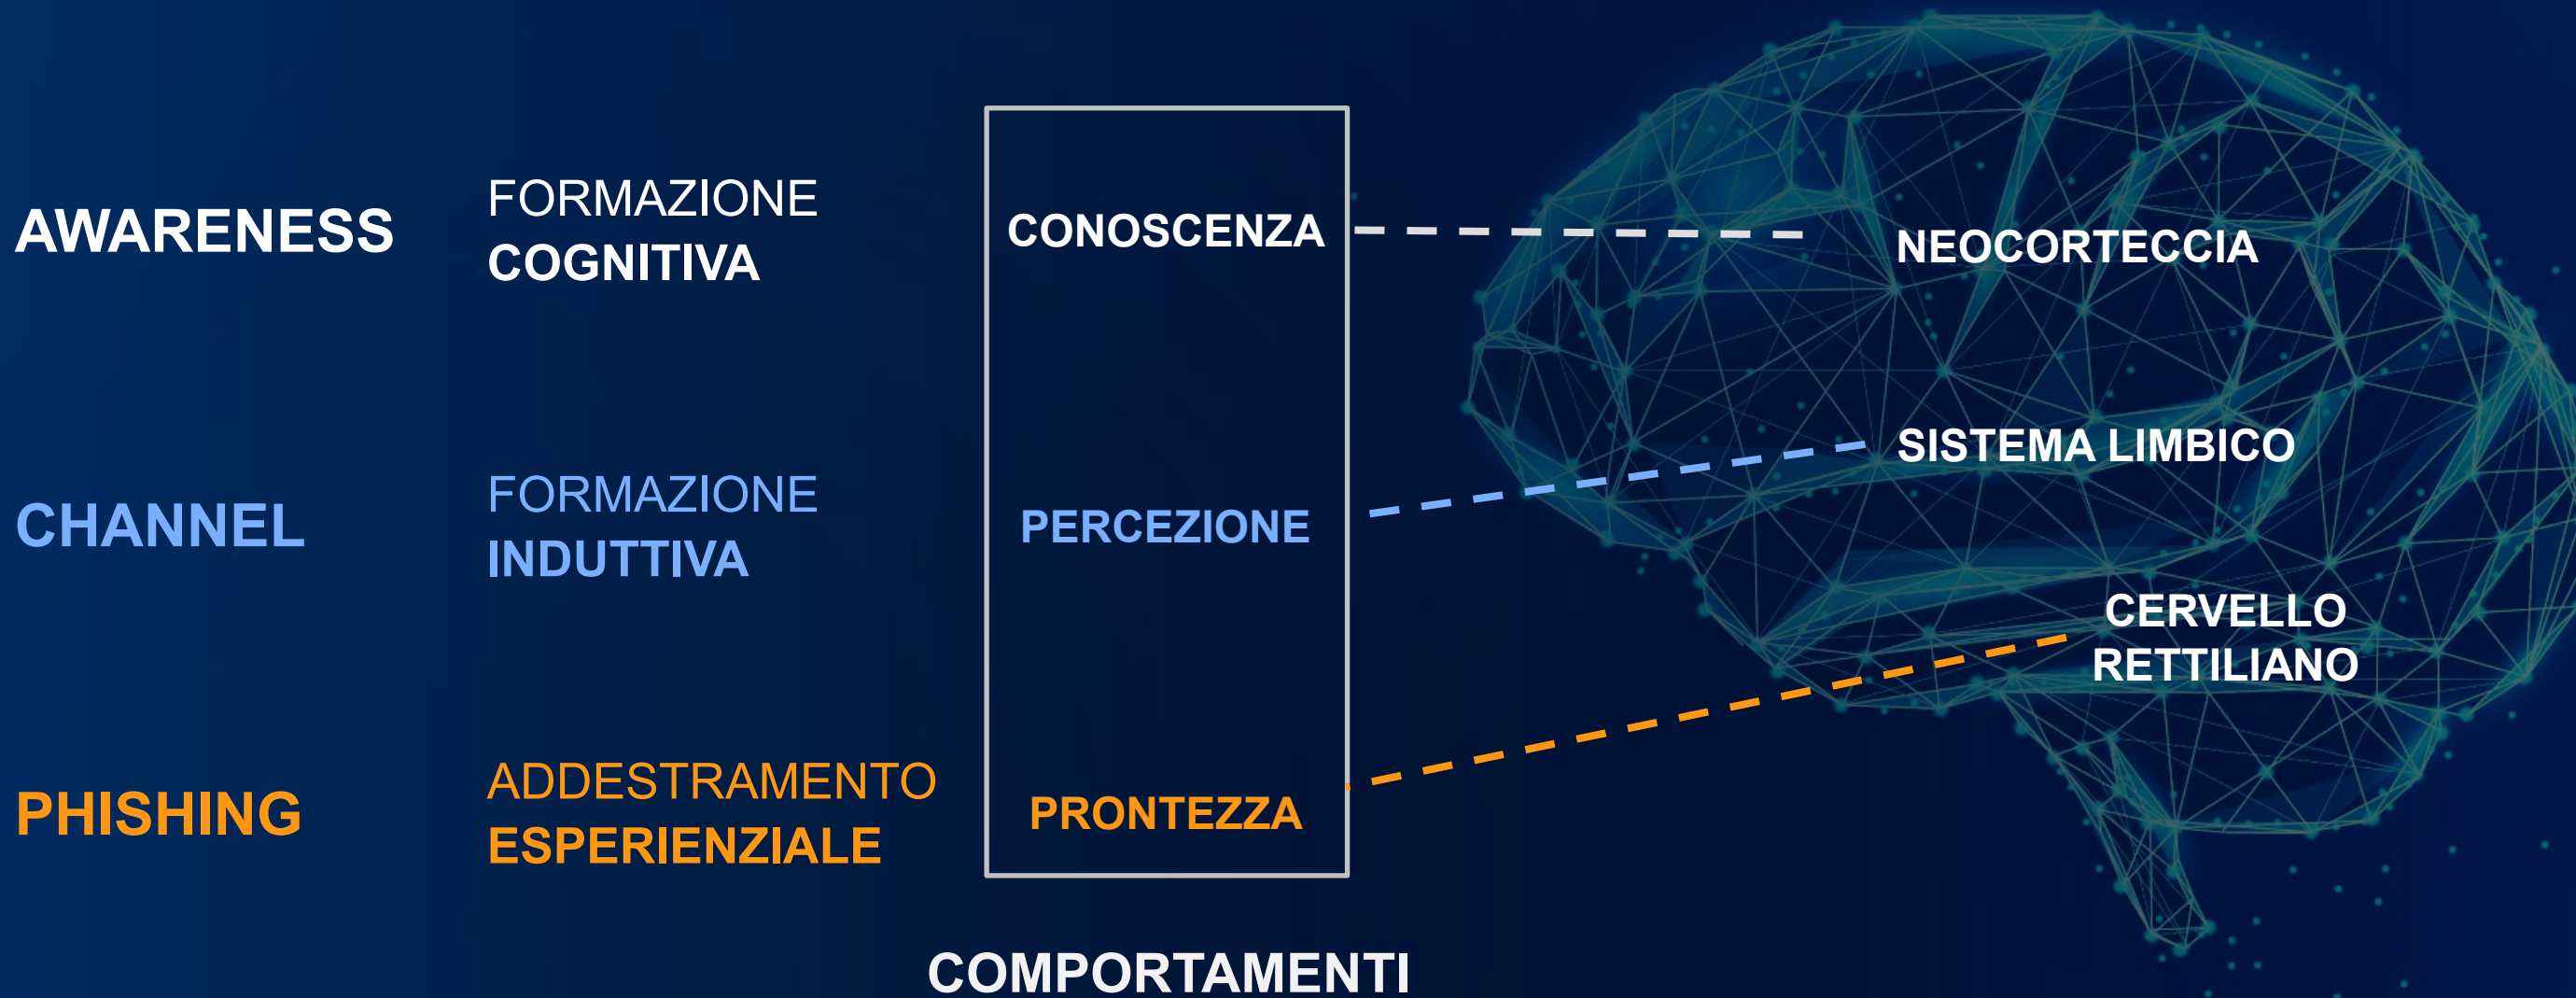 AWARENESS
FORMAZIONE
COGNITIVA
CONOSCENZA
NEOCORTECCIA
CHANNEL
FORMAZIONE
INDUTTIVA
PERCEZIONE
SISTEMA LIMBICO
PHISHING
ADDESTRAMENTO
ESPERIENZIALE
PRONTEZZA
CERVELLO
RETTILIANO
COMPORTAMENTI